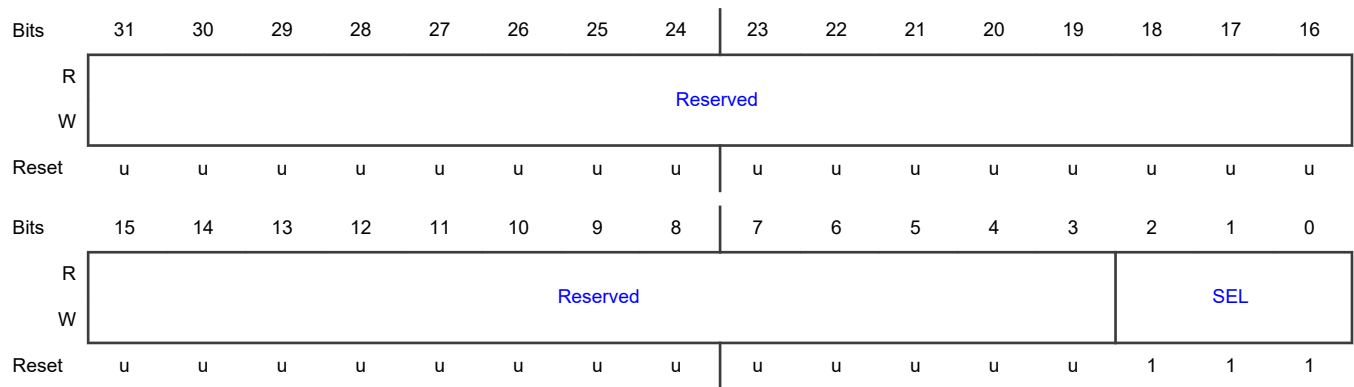 Bits 31 30 29 28 27 26 25 24 23 22 21 20 19 18 17 16
R
Reserved
W
Reset u u u u u u u u u u u u u u u u
Bits 15 14 13 12 11 10 9 8 7 6 5 4 3 2 1 0
R
Reserved SEL
W
Reset u u u u u u u u u u u u u 1 1 1